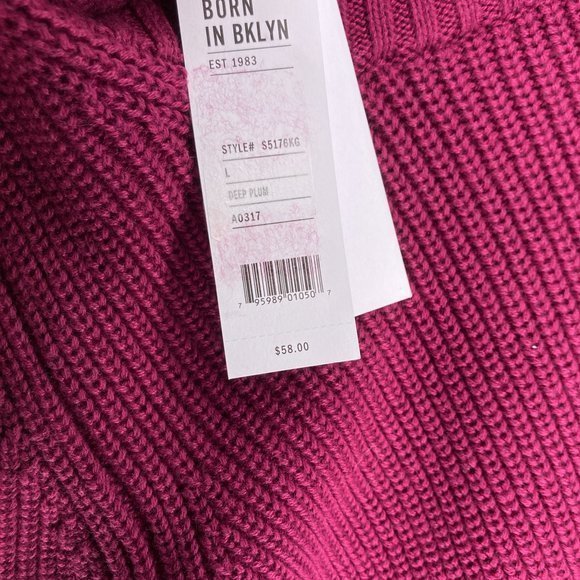 BORN
IN BKLYN
EST 1983
STYLE# S5176KG
L
DEEP PLUM
A0317
7 95989 01050 7
$58.00